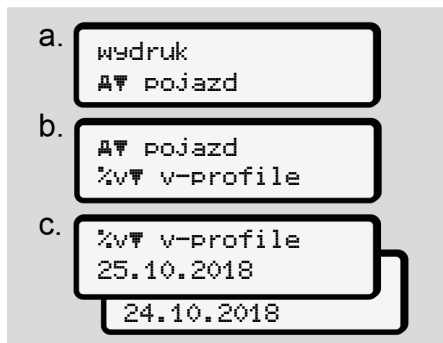 a.
wydruk
A▼ pojazd
b.
A▼ pojazd
%v▼ v-profile
c.
%v▼ v-profile
25.10.2018
24.10.2018